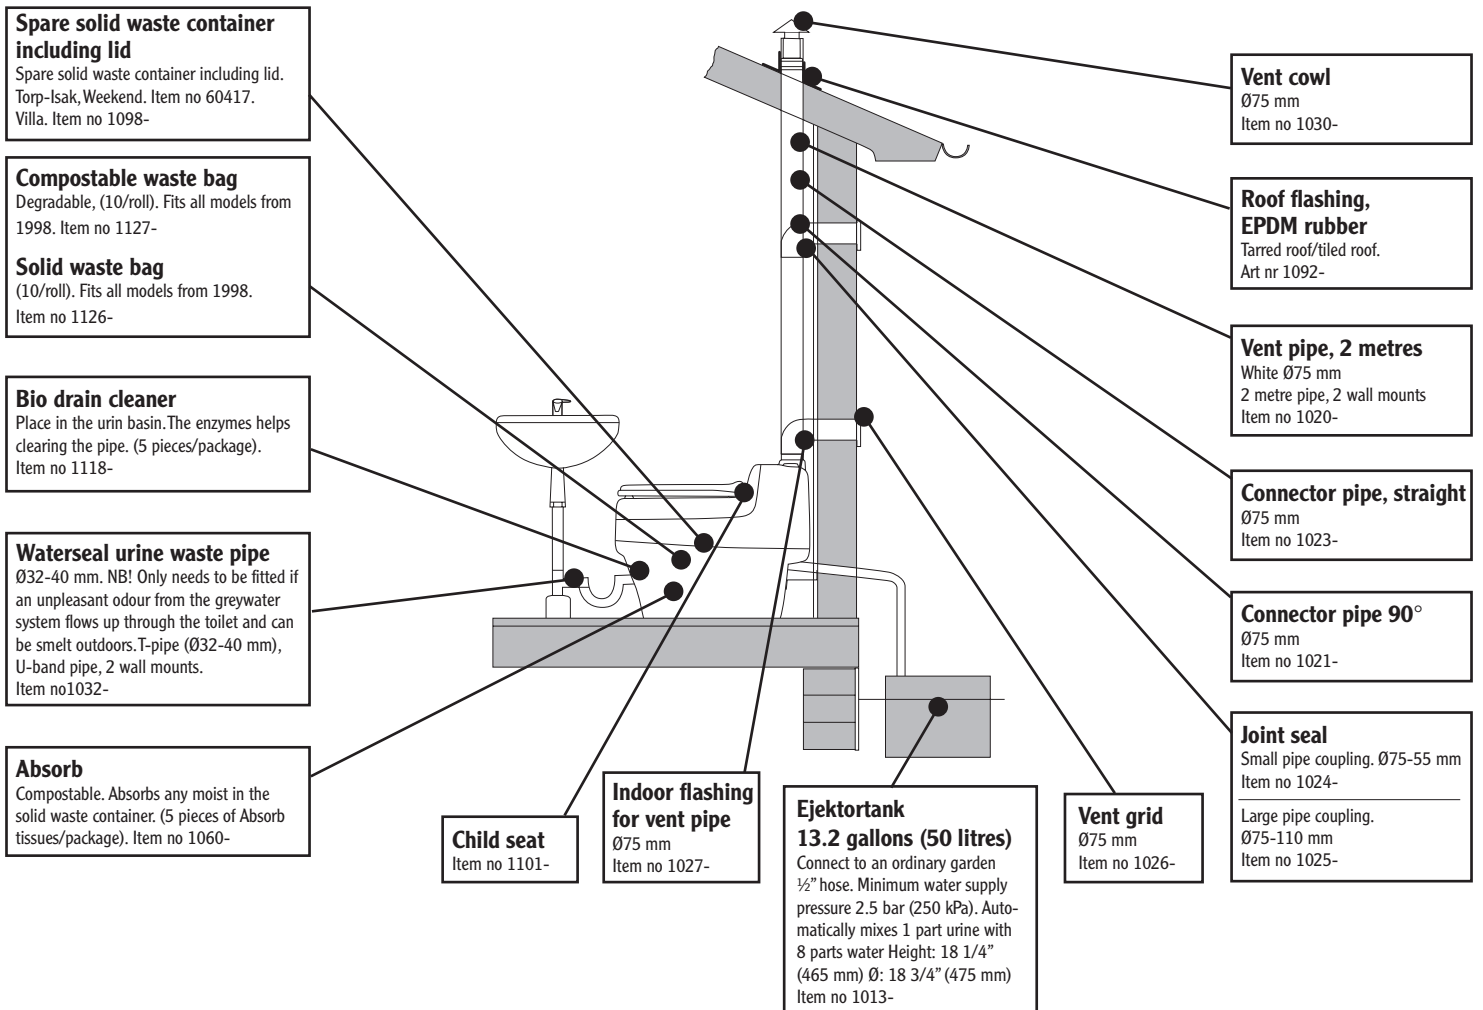 Spare solid waste container
including lid
Spare solid waste container including lid.
Torp-Isak, Weekend. Item no 60417.
Villa. Item no 1098-
Compostable waste bag
Degradable, (10/roll). Fits all models from
1998. Item no 1127-
Solid waste bag
(10/roll). Fits all models from 1998.
Item no 1126-
Bio drain cleaner
Place in the urin basin. The enzymes helps
clearing the pipe. (5 pieces/package).
Item no 1118-
Waterseal urine waste pipe
Ø32-40 mm. NB! Only needs to be fitted if
an unpleasant odour from the greywater
system flows up through the toilet and can
be smelt outdoors. T-pipe (Ø32-40 mm),
U-band pipe, 2 wall mounts.
Item no1032-
Absorb
Compostable. Absorbs any moist in the
solid waste container. (5 pieces of Absorb
tissues/package). Item no 1060-
Child seat
Item no 1101-
Indoor flashing
for vent pipe
Ø75 mm
Item no 1027-
Ejektortank
13.2 gallons (50 litres)
Connect to an ordinary garden
½" hose. Minimum water supply
pressure 2.5 bar (250 kPa). Auto-
matically mixes 1 part urine with
8 parts water Height: 18 1/4"
(465 mm) Ø: 18 3/4" (475 mm)
Item no 1013-
Vent grid
Ø75 mm
Item no 1026-
Vent cowl
Ø75 mm
Item no 1030-
Roof flashing,
EPDM rubber
Tarred roof/tiled roof.
Art nr 1092-
Vent pipe, 2 metres
White Ø75 mm
2 metre pipe, 2 wall mounts
Item no 1020-
Connector pipe, straight
Ø75 mm
Item no 1023-
Connector pipe 90°
Ø75 mm
Item no 1021-
Joint seal
Small pipe coupling. Ø75-55 mm
Item no 1024-
Large pipe coupling.
Ø75-110 mm
Item no 1025-